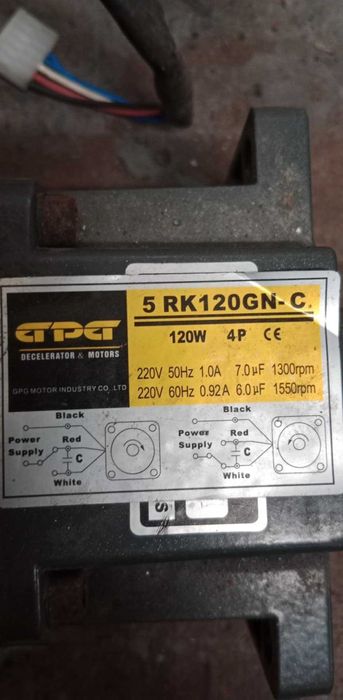 5 RK120GN-C.
GPG
120W 4P CE
DECELERATOR & MOTORS
220V 50Hz 1.0A 7.0μF 1300rpm
GPG MOTOR INDUSTRY CO., LTD
220V 60Hz 0.92A 6.0μF 1550rpm
Black
Power Supply
Red
C
White
Black
Power Supply
Red
C
White
S